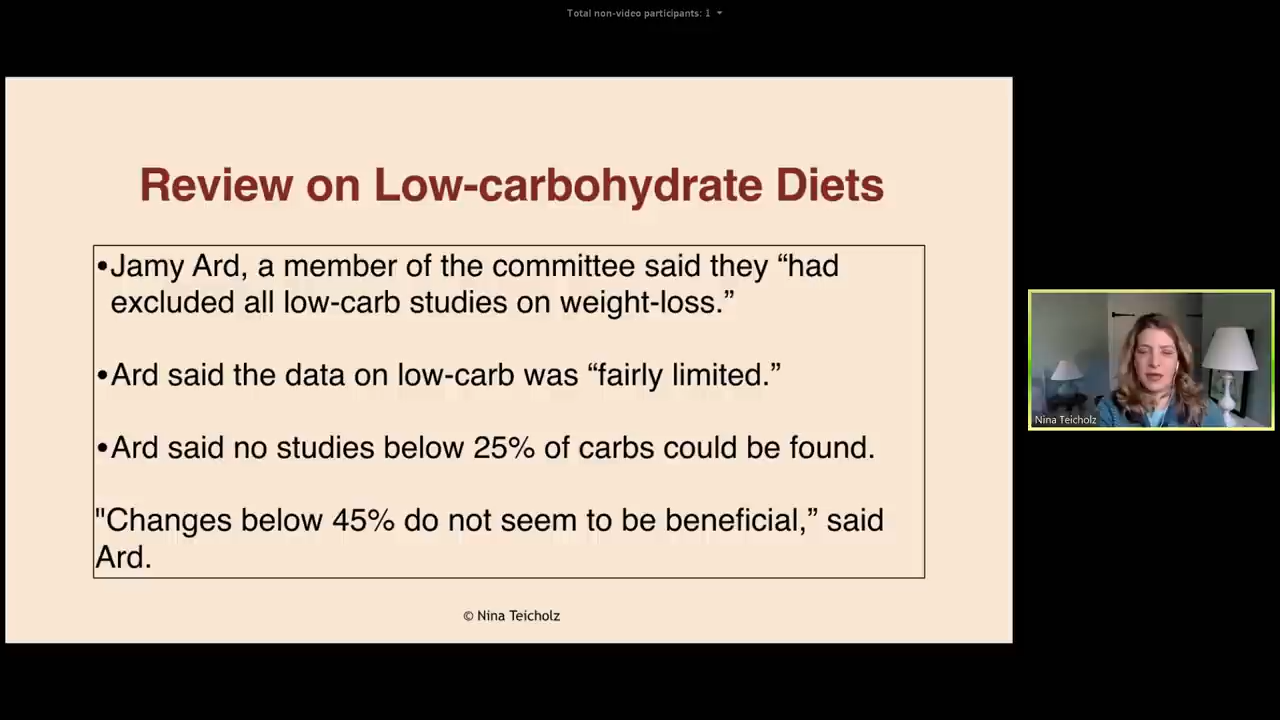 Total non-video participants: 1
Review on Low-carbohydrate Diets
•Jamy Ard, a member of the committee said they “had
excluded all low-carb studies on weight-loss.”
•Ard said the data on low-carb was “fairly limited.”
•Ard said no studies below 25% of carbs could be found.
"Changes below 45% do not seem to be beneficial,” said
Ard.
© Nina Teicholz
Nina Teicholz